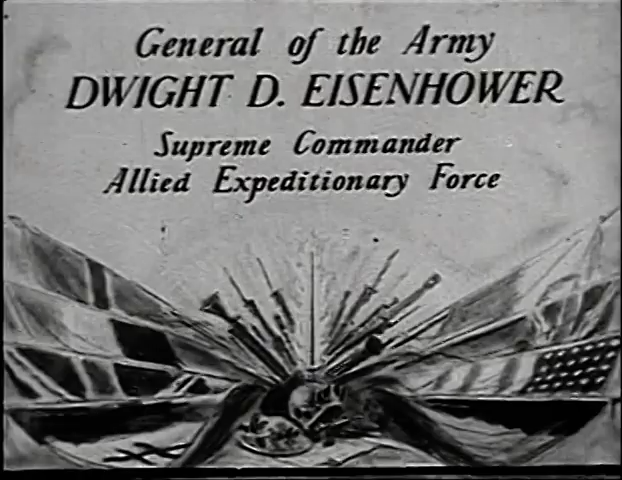 General of the Army
DWIGHT D. EISENHOWER
Supreme Commander
Allied Expeditionary Force